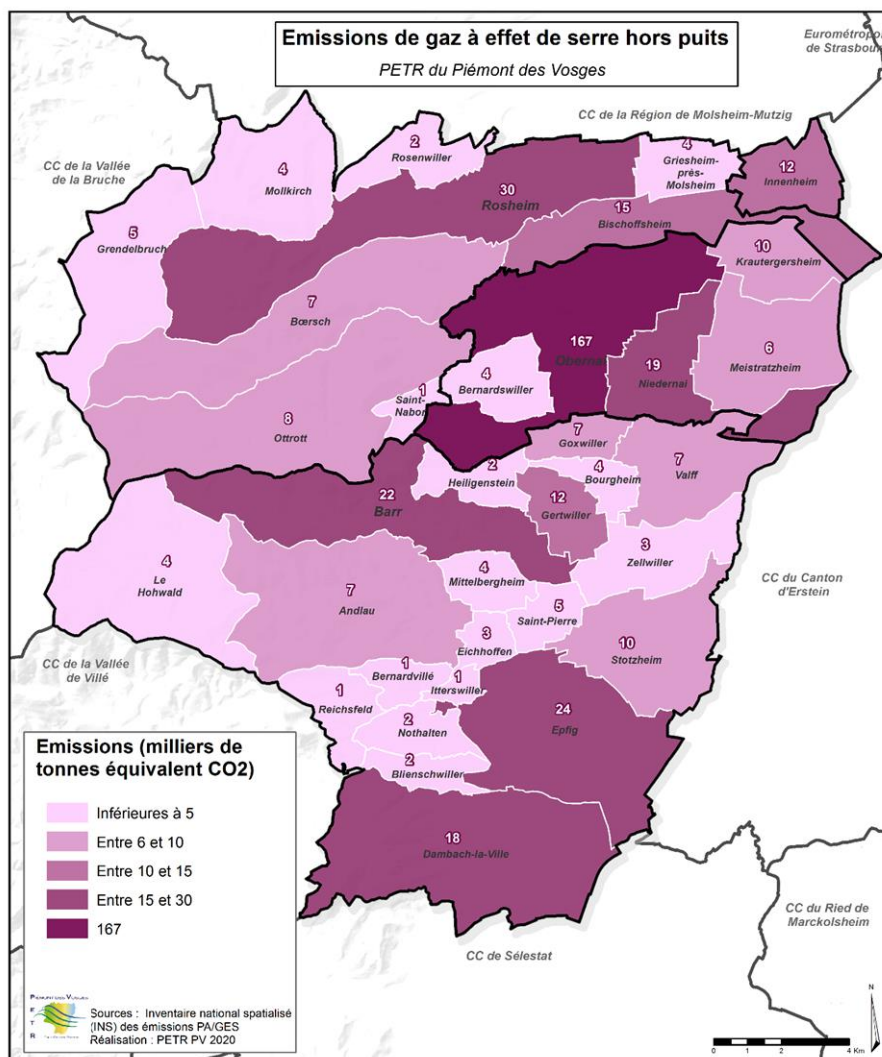 Emissions de gaz à effet de serre hors puits
PETR du Piémont des Vosges
Eurométropol
de Strasbour
CC de la Région de Molsheim-Mutzig
CC de la Vallée
de la Bruche
2
Rosenwiller
4
Griesheim-
près-
Molsheim
4
Mollkirch
12
Innenheim
30
Rosheim
15
Bischoffsheim
5
Grendelbruch
10
Krautergersheim
7
Bœrsch
167
Obernai
6
Meistratzheim
19
Niedernai
4
Bernardswiller
1
Saint-
Nabor
8
Ottrott
7
Goxwiller
7
Valff
2
Heiligenstein
4
Bourgheim
22
Barr
12
Gertwiller
3
Zellwiller
4
Le
Hohwald
4
Mittelbergheim
CC du Canton
d'Erstein
7
Andlau
5
Saint-Pierre
3
Eichhoffen
10
Stotzheim
CC de la Vallée
de Villé
1
Bernardvillé
1
Itterswiller
1
Reichsfeld
24
Epfig
2
Nothalten
2
Blienschwiller
18
Dambach-la-Ville
CC du Ried de
Marckolsheim
CC de Sélestat
Emissions (milliers de
tonnes équivalent CO2)
Inférieures à 5
Entre 6 et 10
Entre 10 et 15
Entre 15 et 30
167
PIÉMONT DES VOSGES
P
E
T
R
Sources : Inventaire national spatialisé
(INS) des émissions PA/GES
Réalisation : PETR PV 2020
N
0 1 2 4
Km